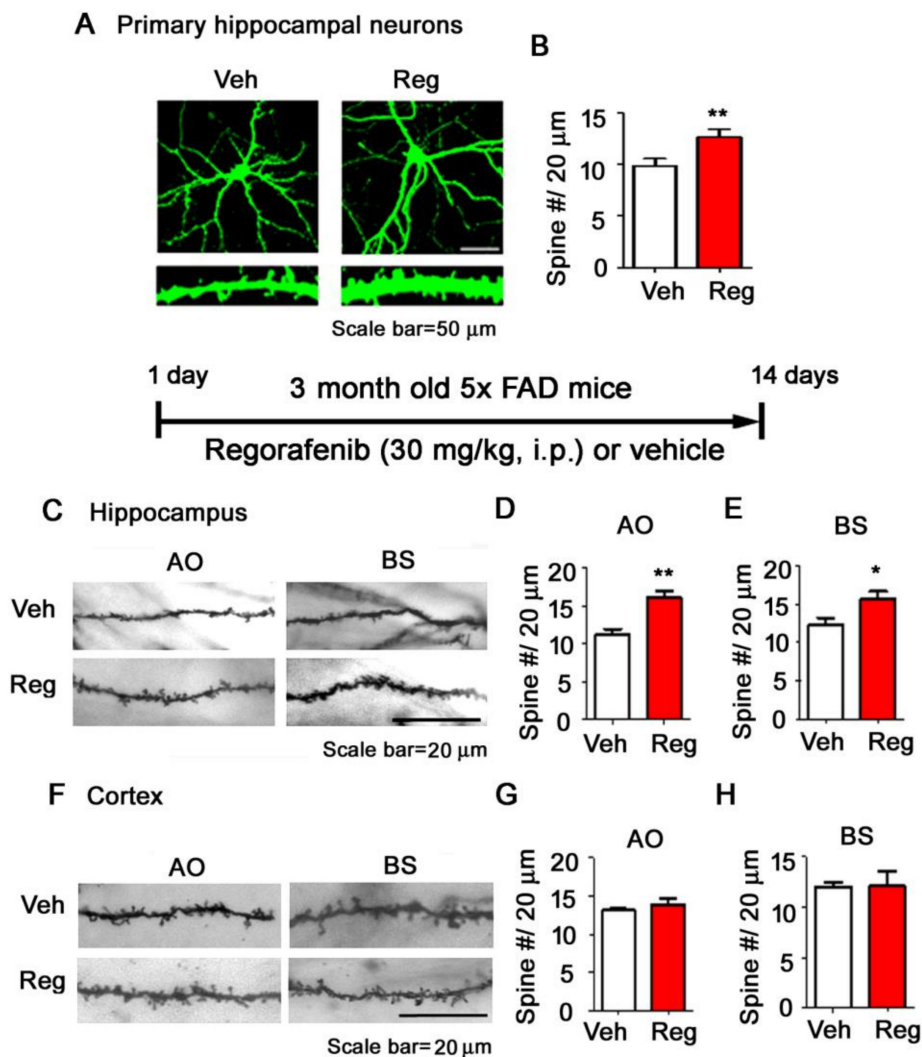 A Primary hippocampal neurons
Veh Reg
Scale bar=50 μm
B
Spine #/ 20 μm
15
10
5
0
**
Veh Reg
1 day
3 month old 5x FAD mice
14 days
Regorafenib (30 mg/kg, i.p.) or vehicle
C Hippocampus
AO BS
Veh
Reg
Scale bar=20 μm
D
AO
Spine #/ 20 μm
20
15
10
5
0
**
Veh Reg
E
BS
Spine #/ 20 μm
20
15
10
5
0
*
Veh Reg
F Cortex
AO BS
Veh
Reg
Scale bar=20 μm
G
AO
Spine #/ 20 μm
20
15
10
5
0
Veh Reg
H
BS
Spine #/ 20 μm
15
10
5
0
Veh Reg